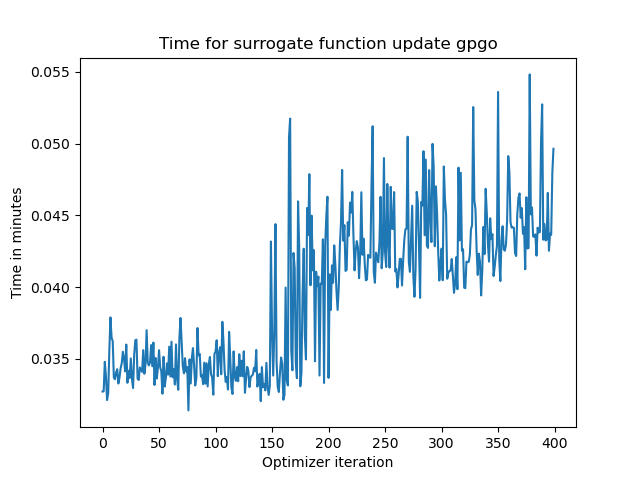 Time for surrogate function update gpgo
0.055
0.050
0.045
0.040
0.035
Time in minutes
0 50 100 150 200 250 300 350 400
Optimizer iteration